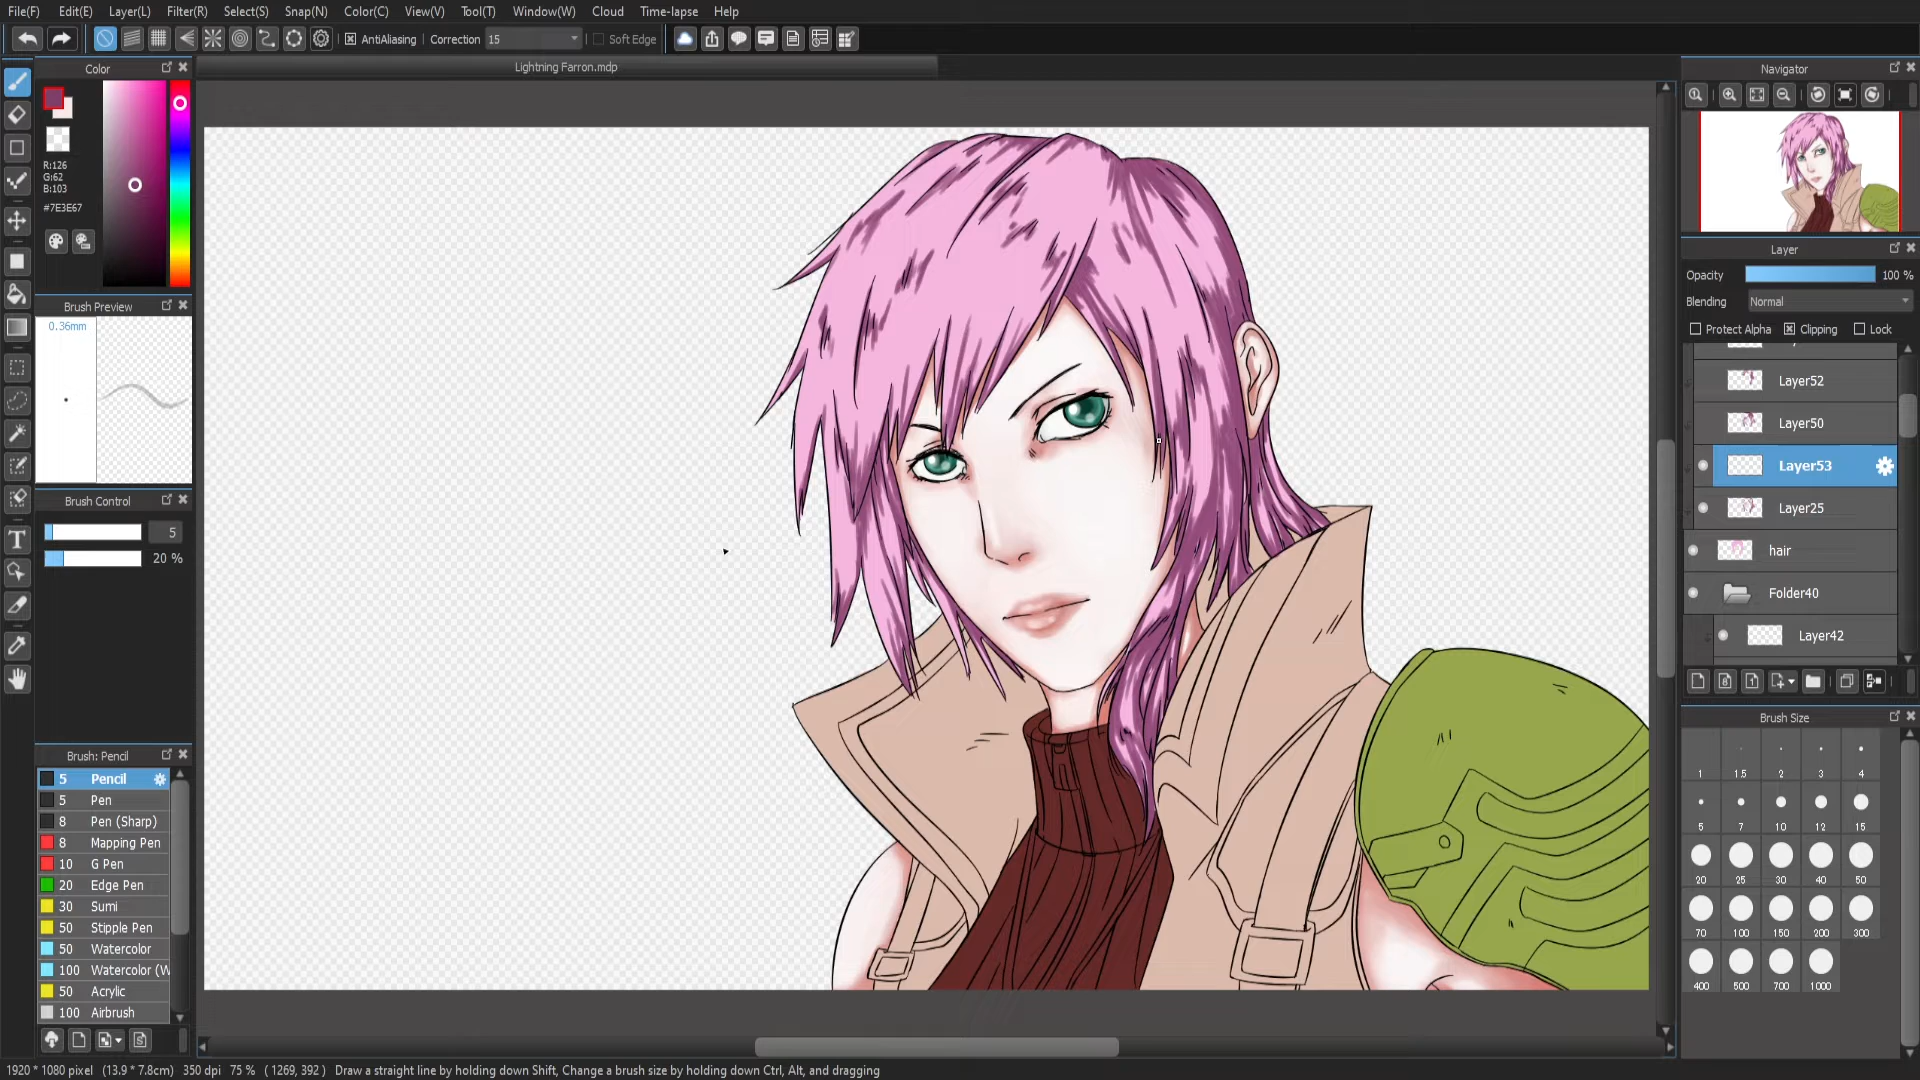 File(F) Edit(E) Layer(L) Filter(R) Select(S) Snap(N) Color(C) View(V) Tool(T) Window(W) Cloud Time-lapse Help
AntiAliasing Correction 15 Soft Edge
Color
Lightning Farron.mdp
Navigator
R:126
G:62
B:103
#7E3E67
Brush Preview
0.36mm
Brush Control
5
20 %
Brush: Pencil
5 Pencil
5 Pen
8 Pen (Sharp)
8 Mapping Pen
10 G Pen
20 Edge Pen
30 Sumi
50 Stipple Pen
50 Watercolor
100 Watercolor (W
50 Acrylic
100 Airbrush
Layer
Opacity 100 %
Blending Normal
Protect Alpha Clipping Lock
Layer52
Layer50
Layer53
Layer25
hair
Folder40
Layer42
Brush Size
1 1.5 2 3 4
5 7 10 12 15
20 25 30 40 50
70 100 150 200 300
400 500 700 1000
1920 * 1080 pixel (13.9 * 7.8cm) 350 dpi 75 % ( 1269, 392 ) Draw a straight line by holding down Shift, Change a brush size by holding down Ctrl, Alt, and dragging